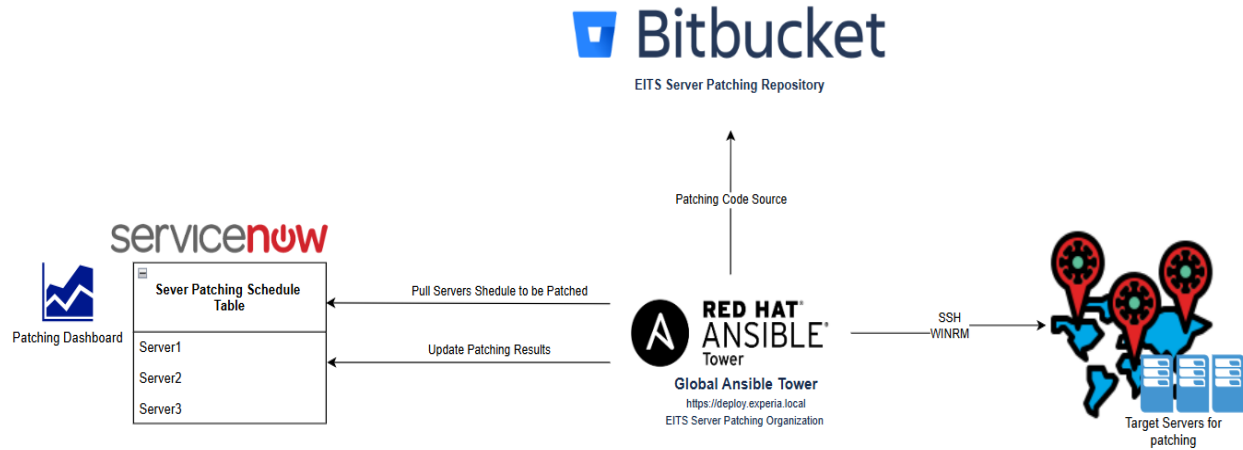 Bitbucket
EITS Server Patching Repository
Patching Code Source
servicenow
Sever Patching Schedule
Table
Server1
Server2
Server3
Patching Dashboard
Pull Servers Shedule to be Patched
Update Patching Results
A
RED HAT®
ANSIBLE®
Tower
Global Ansible Tower
https://deploy.experia.local
EITS Server Patching Organization
SSH
WINRM
Target Servers for
patching